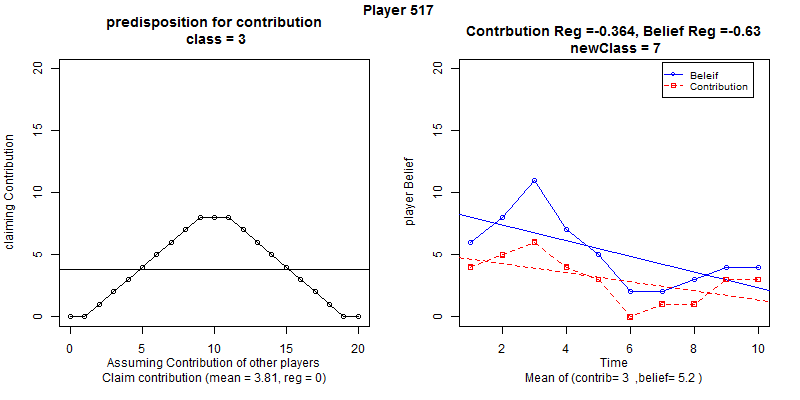 Player 517
predisposition for contribution
class = 3
claiming Contribution
20
15
10
5
0
0 5 10 15 20
Assuming Contribution of other players
Claim contribution (mean = 3.81, reg = 0)
Contrbution Reg =-0.364, Belief Reg =-0.63
newClass = 7
player Belief
20
15
10
5
0
Beleif
Contribution
2 4 6 8 10
Time
Mean of (contrib= 3 ,belief= 5.2 )